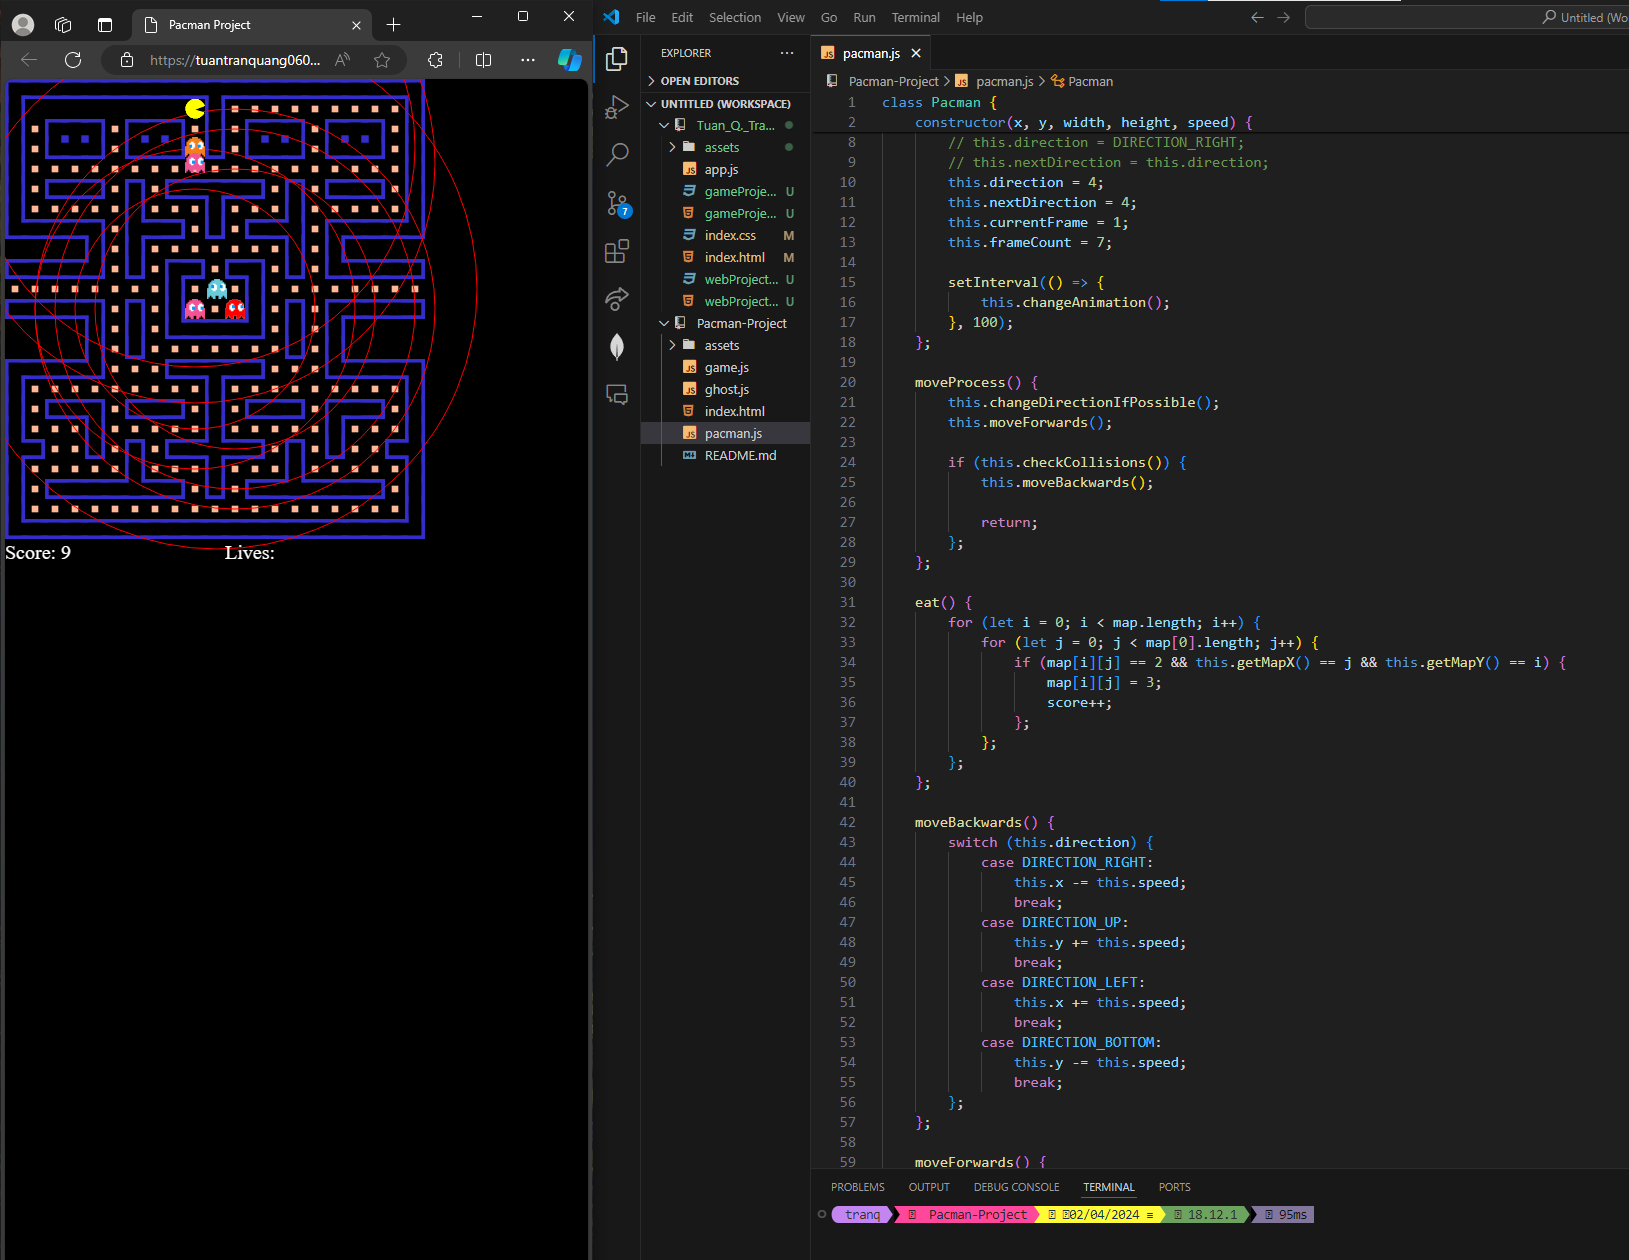 Pacman Project
https://tuantranquang060...
Score: 9
Lives:
File Edit Selection View Go Run Terminal Help
Untitled (Wo
EXPLORER
OPEN EDITORS
UNTITLED (WORKSPACE)
Tuan_Q._Tra...
assets
app.js
gameProje... U
gameProje... U
index.css M
index.html M
webProject... U
webProject... U
Pacman-Project
assets
game.js
ghost.js
index.html
pacman.js
README.md
7
pacman.js
Pacman-Project > pacman.js > Pacman
1 class Pacman {
2 constructor(x, y, width, height, speed) {
8 // this.direction = DIRECTION_RIGHT;
9 // this.nextDirection = this.direction;
10 this.direction = 4;
11 this.nextDirection = 4;
12 this.currentFrame = 1;
13 this.frameCount = 7;
14
15 setInterval(() => {
16 this.changeAnimation();
17 }, 100);
18 };
19
20 moveProcess() {
21 this.changeDirectionIfPossible();
22 this.moveForwards();
23
24 if (this.checkCollisions()) {
25 this.moveBackwards();
26
27 return;
28 };
29 };
30
31 eat() {
32 for (let i = 0; i < map.length; i++) {
33 for (let j = 0; j < map[0].length; j++) {
34 if (map[i][j] == 2 && this.getMapX() == j && this.getMapY() == i) {
35 map[i][j] = 3;
36 score++;
37 };
38 };
39 };
40 };
41
42 moveBackwards() {
43 switch (this.direction) {
44 case DIRECTION_RIGHT:
45 this.x -= this.speed;
46 break;
47 case DIRECTION_UP:
48 this.y += this.speed;
49 break;
50 case DIRECTION_LEFT:
51 this.x += this.speed;
52 break;
53 case DIRECTION_BOTTOM:
54 this.y -= this.speed;
55 break;
56 };
57 };
58
59 moveForwards() {
PROBLEMS OUTPUT DEBUG CONSOLE TERMINAL PORTS
tranq Pacman-Project 02/04/2024 ≡ 18.12.1 95ms